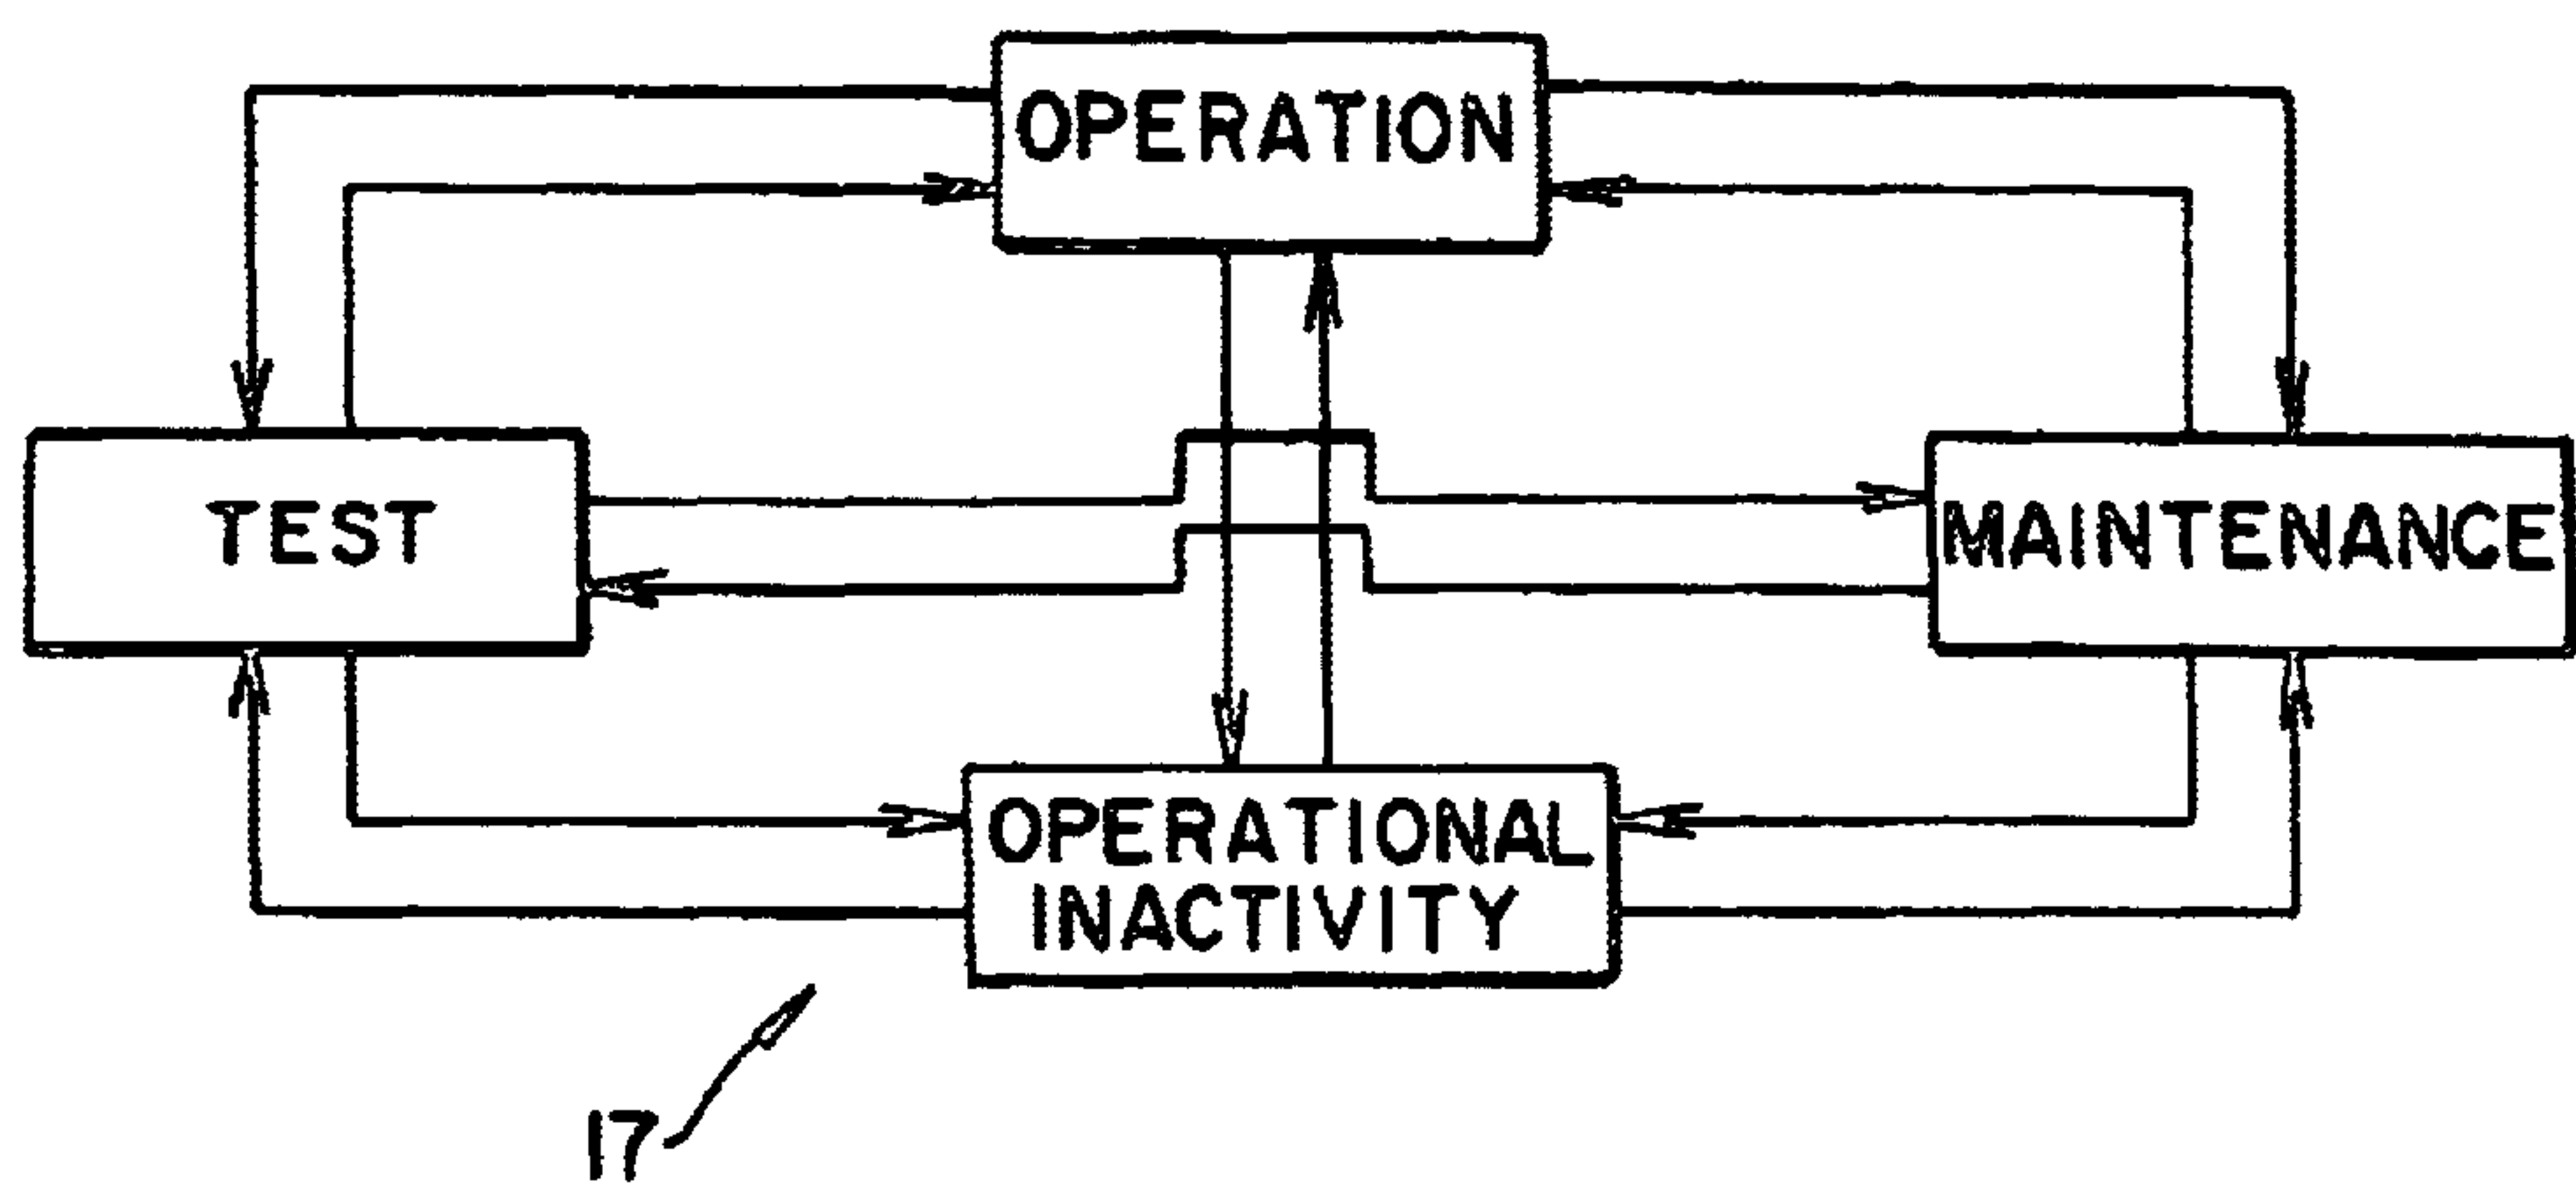 OPERATION
TEST
MAINTENANCE
OPERATIONAL
INACTIVITY
17